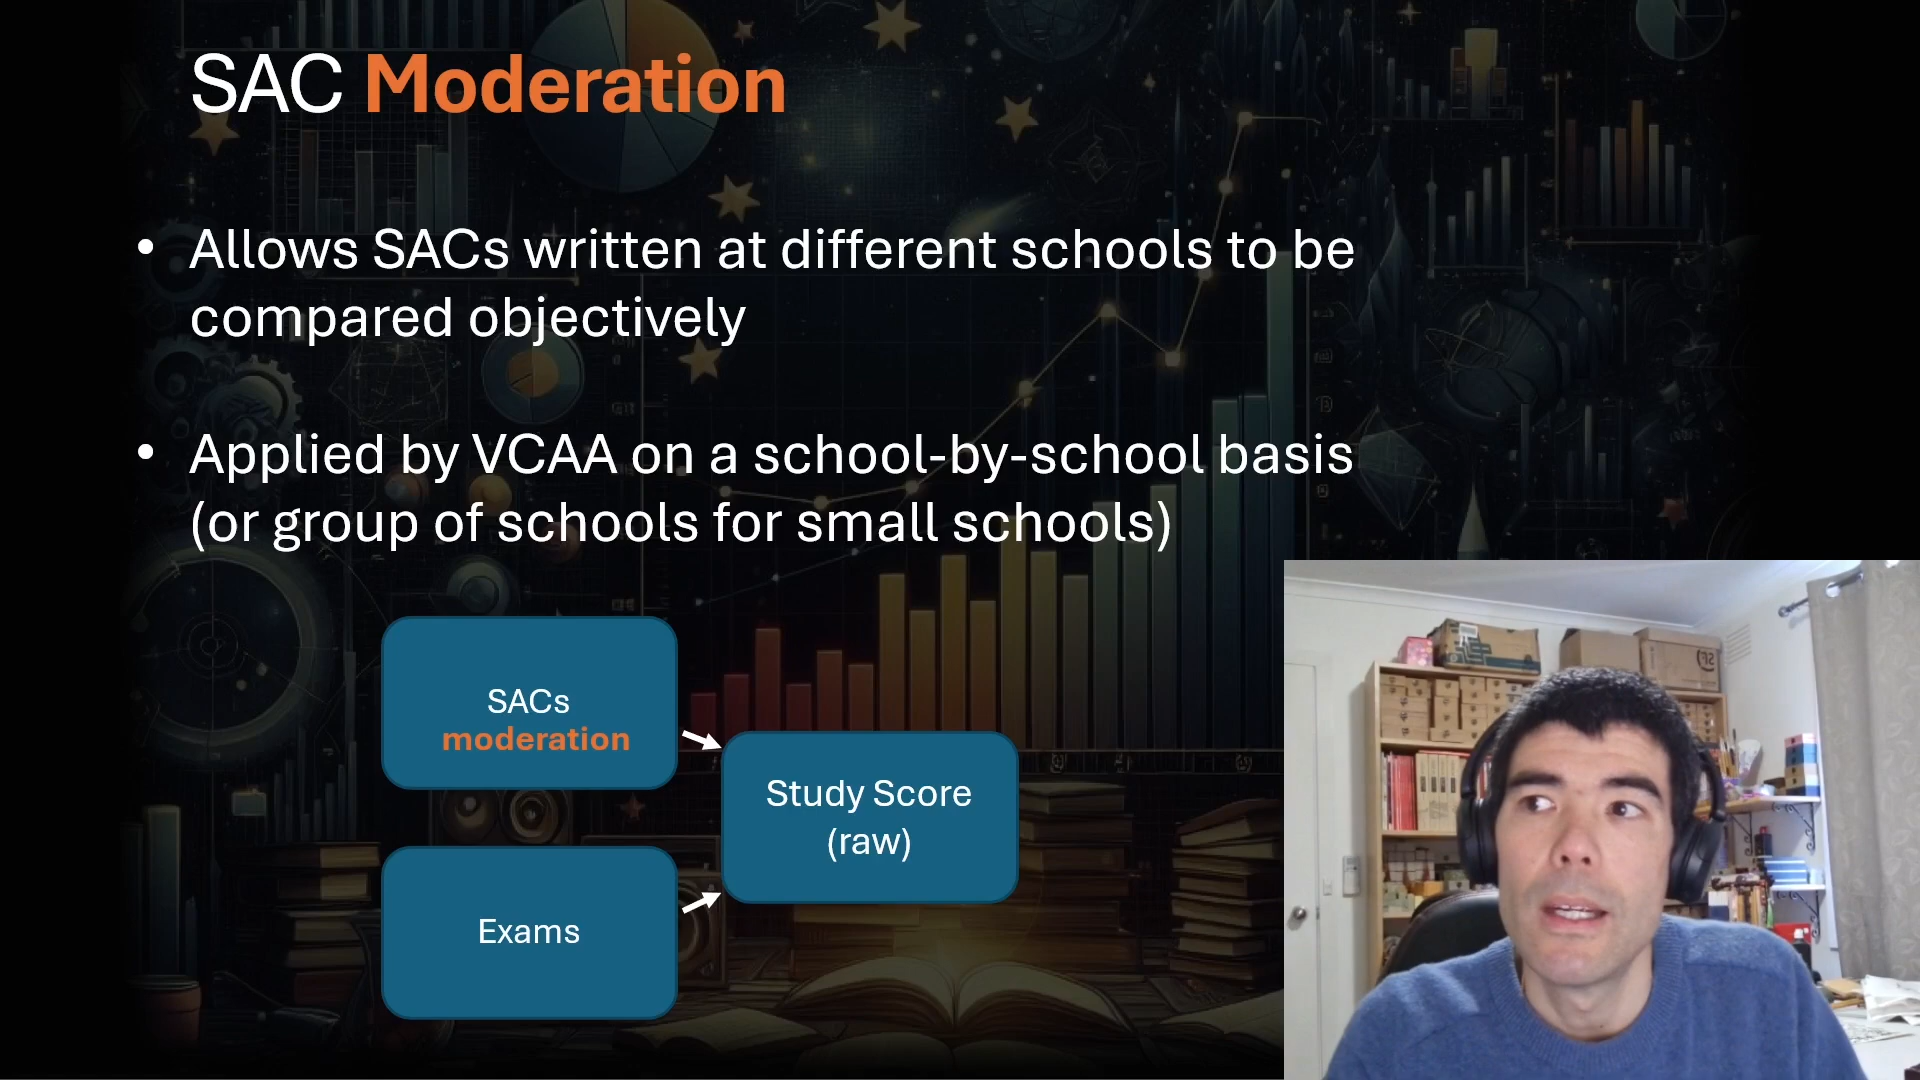 SAC Moderation
• Allows SACs written at different schools to be
compared objectively
• Applied by VCAA on a school-by-school basis
(or group of schools for small schools)
SACs
moderation
Study Score
(raw)
Exams